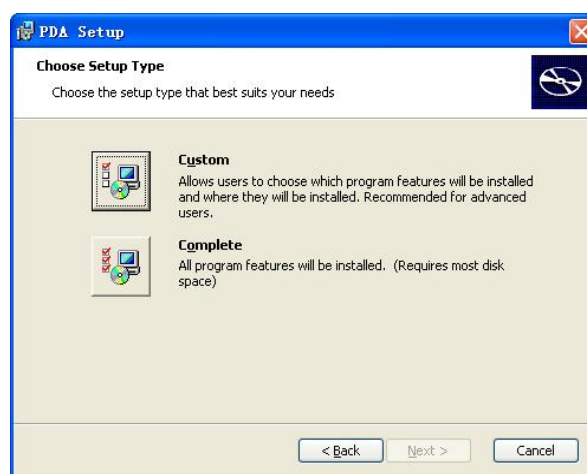 PDA Setup
Choose Setup Type
Choose the setup type that best suits your needs
Custom
Allows users to choose which program features will be installed
and where they will be installed. Recommended for advanced
users.
Complete
All program features will be installed. (Requires most disk
space)
< Back Next > Cancel